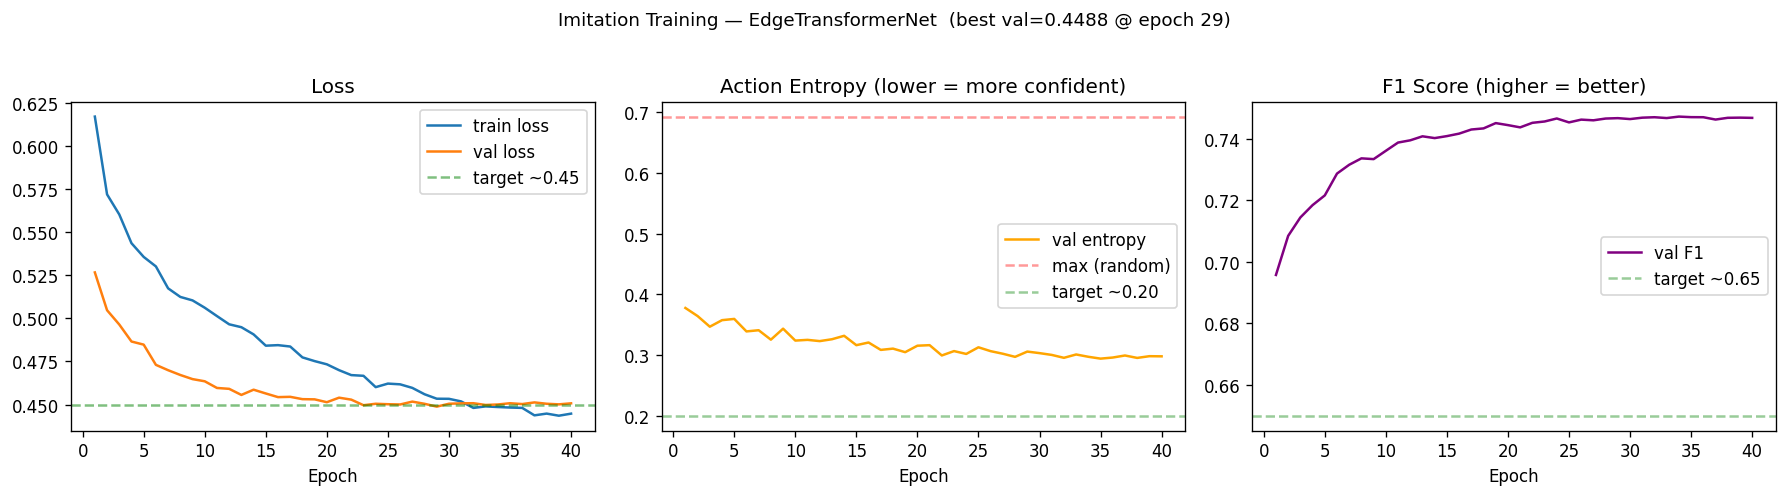 Imitation Training — EdgeTransformerNet  (best val=0.4488 @ epoch 29)
Loss
0.625
0.600
0.575
0.550
0.525
0.500
0.475
0.450
train loss
val loss
target ~0.45
0 5 10 15 20 25 30 35 40
Epoch
Action Entropy (lower = more confident)
0.7
0.6
0.5
0.4
0.3
0.2
val entropy
max (random)
target ~0.20
0 5 10 15 20 25 30 35 40
Epoch
F1 Score (higher = better)
0.74
0.72
0.70
0.68
0.66
val F1
target ~0.65
0 5 10 15 20 25 30 35 40
Epoch